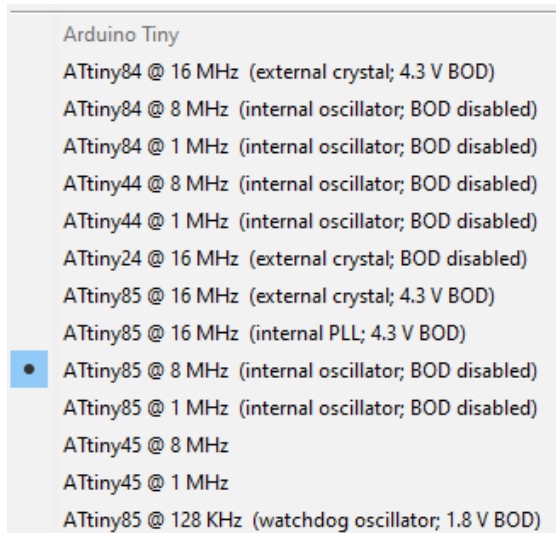 Arduino Tiny
ATtiny84 @ 16 MHz (external crystal; 4.3 V BOD)
ATtiny84 @ 8 MHz (internal oscillator; BOD disabled)
ATtiny84 @ 1 MHz (internal oscillator; BOD disabled)
ATtiny44 @ 8 MHz (internal oscillator; BOD disabled)
ATtiny44 @ 1 MHz (internal oscillator; BOD disabled)
ATtiny24 @ 16 MHz (external crystal; BOD disabled)
ATtiny85 @ 16 MHz (external crystal; 4.3 V BOD)
ATtiny85 @ 16 MHz (internal PLL; 4.3 V BOD)
ATtiny85 @ 8 MHz (internal oscillator; BOD disabled)
ATtiny85 @ 1 MHz (internal oscillator; BOD disabled)
ATtiny45 @ 8 MHz
ATtiny45 @ 1 MHz
ATtiny85 @ 128 KHz (watchdog oscillator; 1.8 V BOD)